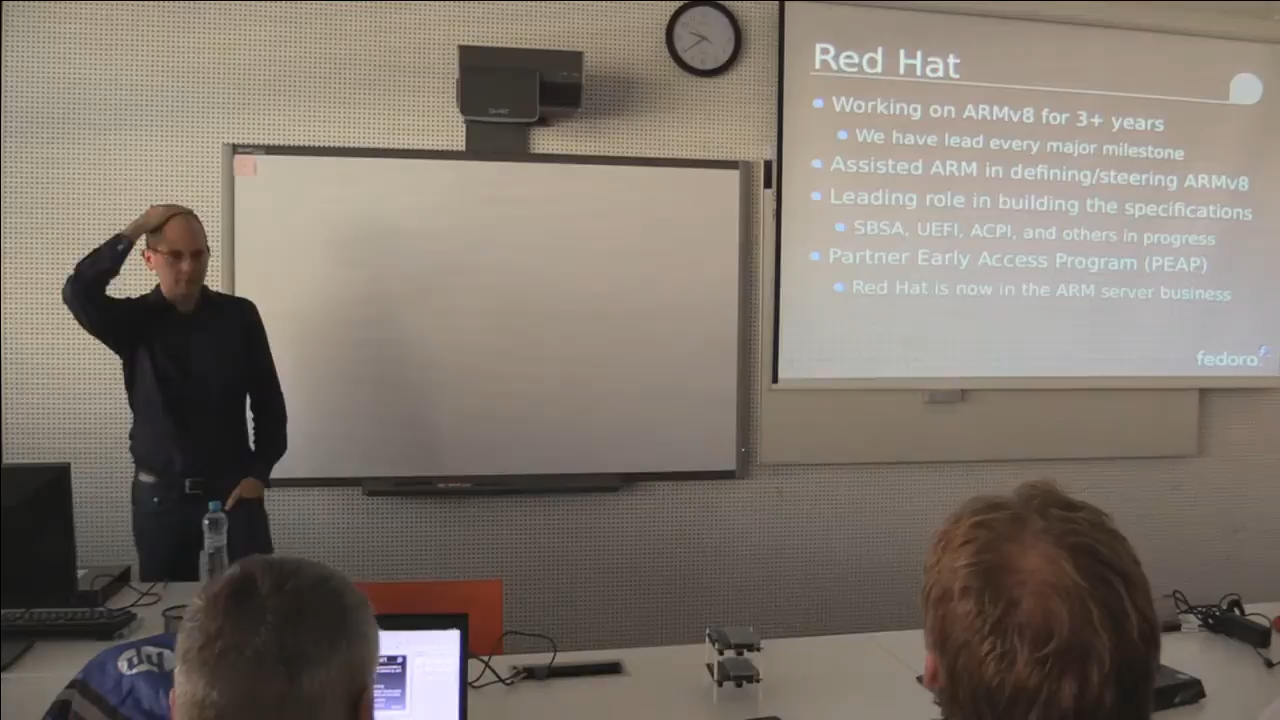 Red Hat
Working on ARMv8 for 3+ years
We have lead every major milestone
Assisted ARM in defining/steering ARMv8
Leading role in building the specifications
SBSA, UEFI, ACPI, and others in progress
Partner Early Access Program (PEAP)
Red Hat is now in the ARM server business
fedora